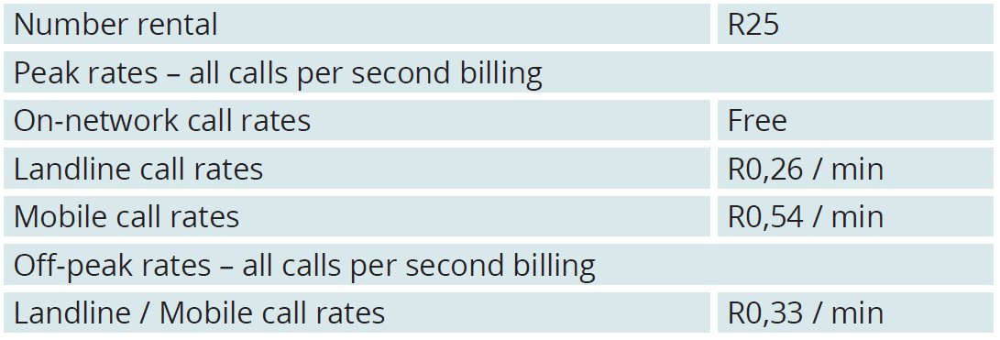 Number rental R25
Peak rates – all calls per second billing
On-network call rates Free
Landline call rates R0,26 / min
Mobile call rates R0,54 / min
Off-peak rates – all calls per second billing
Landline / Mobile call rates R0,33 / min